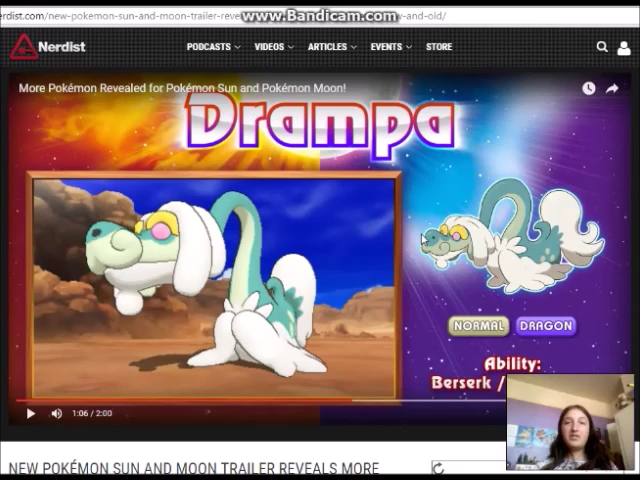 www.Bandicam.com
erdist.com/new-pokemon-sun-and-moon-trailer-reve
w-and-old/
Nerdist
PODCASTS
VIDEOS
ARTICLES
EVENTS
STORE
More Pokémon Revealed for Pokémon Sun and Pokémon Moon!
Drampa
NORMAL
DRAGON
Ability:
Berserk /
1:06 / 2:00
NEW POKÉMON SUN AND MOON TRAILER REVEALS MORE